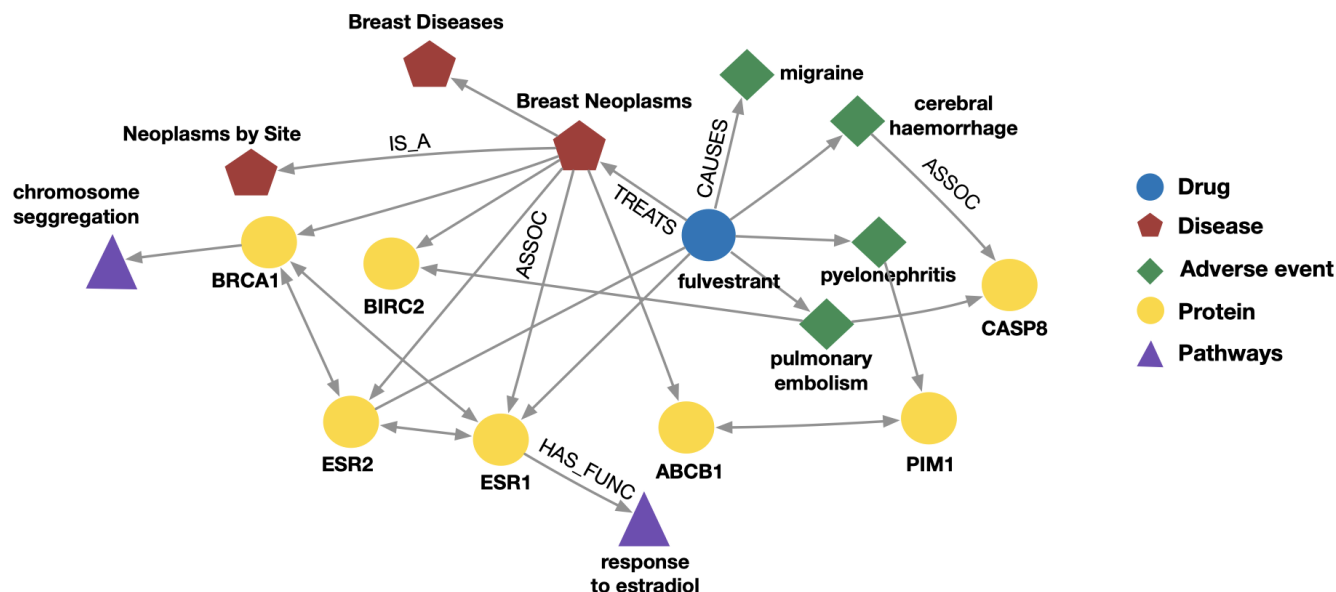 Breast Diseases
migraine
Breast Neoplasms
cerebral
haemorrhage
Neoplasms by Site
IS_A
CAUSES
ASSOC
chromosome
seggregation
TREATS
Drug
Disease
ASSOC
BRCA1
BIRC2
fulvestrant
pyelonephritis
Adverse event
Protein
CASP8
Pathways
pulmonary
embolism
ESR2
ESR1
HAS_FUNC
ABCB1
PIM1
response
to estradiol